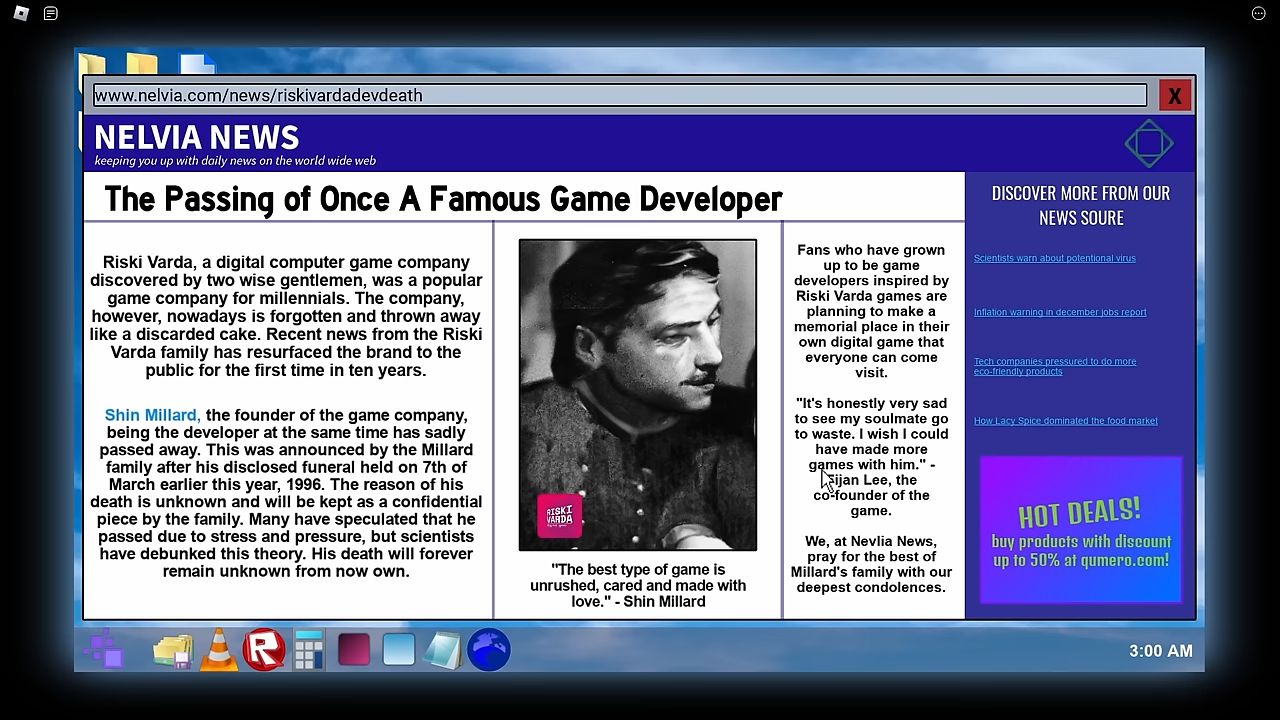 www.nelvia.com/news/riskivardadevdeath
X
NELVIA NEWS
keeping you up with daily news on the world wide web
The Passing of Once A Famous Game Developer
Riski Varda, a digital computer game company
discovered by two wise gentlemen, was a popular
game company for millennials. The company,
however, nowadays is forgotten and thrown away
like a discarded cake. Recent news from the Riski
Varda family has resurfaced the brand to the
public for the first time in ten years.
Shin Millard, the founder of the game company,
being the developer at the same time has sadly
passed away. This was announced by the Millard
family after his disclosed funeral held on 7th of
March earlier this year, 1996. The reason of his
death is unknown and will be kept as a confidential
piece by the family. Many have speculated that he
passed due to stress and pressure, but scientists
have debunked this theory. His death will forever
remain unknown from now own.
RISKI
VARDA
"The best type of game is
unrushed, cared and made with
love." - Shin Millard
Fans who have grown
up to be game
developers inspired by
Riski Varda games are
planning to make a
memorial place in their
own digital game that
everyone can come
visit.
"It's honestly very sad
to see my soulmate go
to waste. I wish I could
have made more
games with him." -
Lee, the
co-founder of the
game.
We, at Nevlia News,
pray for the best of
Millard's family with our
deepest condolences.
DISCOVER MORE FROM OUR
NEWS SOURE
Scientists warn about potentional virus
Inflation warning in december jobs report
Tech companies pressured to do more
eco-friendly products
How Lacy Spice dominated the food market
HOT DEALS!
buy products with discount
up to 50% at qumero.com!
3:00 AM